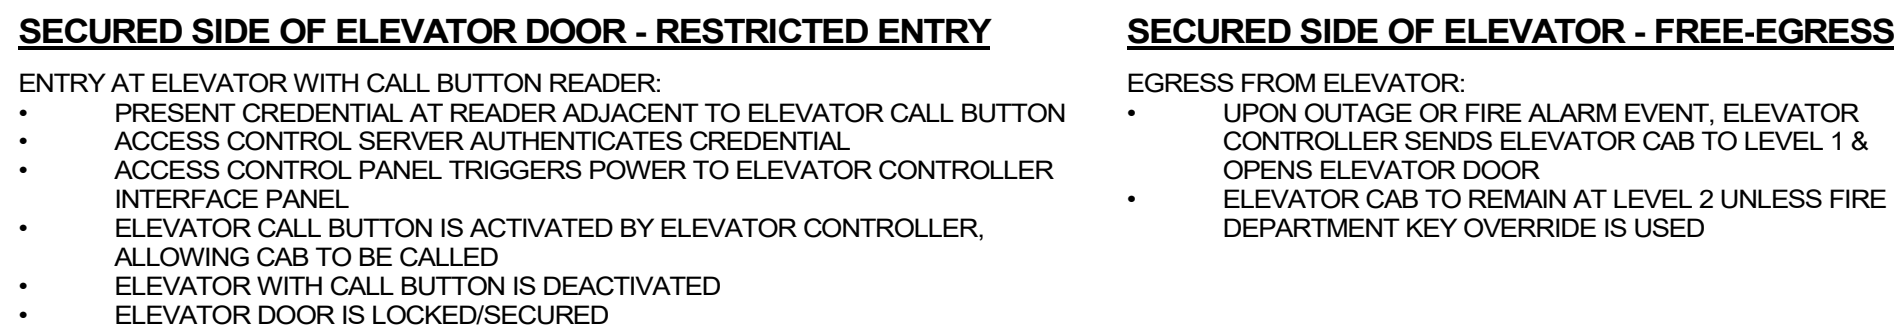 SECURED SIDE OF ELEVATOR DOOR - RESTRICTED ENTRY
ENTRY AT ELEVATOR WITH CALL BUTTON READER:
• PRESENT CREDENTIAL AT READER ADJACENT TO ELEVATOR CALL BUTTON
• ACCESS CONTROL SERVER AUTHENTICATES CREDENTIAL
• ACCESS CONTROL PANEL TRIGGERS POWER TO ELEVATOR CONTROLLER
INTERFACE PANEL
• ELEVATOR CALL BUTTON IS ACTIVATED BY ELEVATOR CONTROLLER,
ALLOWING CAB TO BE CALLED
• ELEVATOR WITH CALL BUTTON IS DEACTIVATED
• ELEVATOR DOOR IS LOCKED/SECURED
SECURED SIDE OF ELEVATOR - FREE-EGRESS
EGRESS FROM ELEVATOR:
• UPON OUTAGE OR FIRE ALARM EVENT, ELEVATOR
CONTROLLER SENDS ELEVATOR CAB TO LEVEL 1 &
OPENS ELEVATOR DOOR
• ELEVATOR CAB TO REMAIN AT LEVEL 2 UNLESS FIRE
DEPARTMENT KEY OVERRIDE IS USED